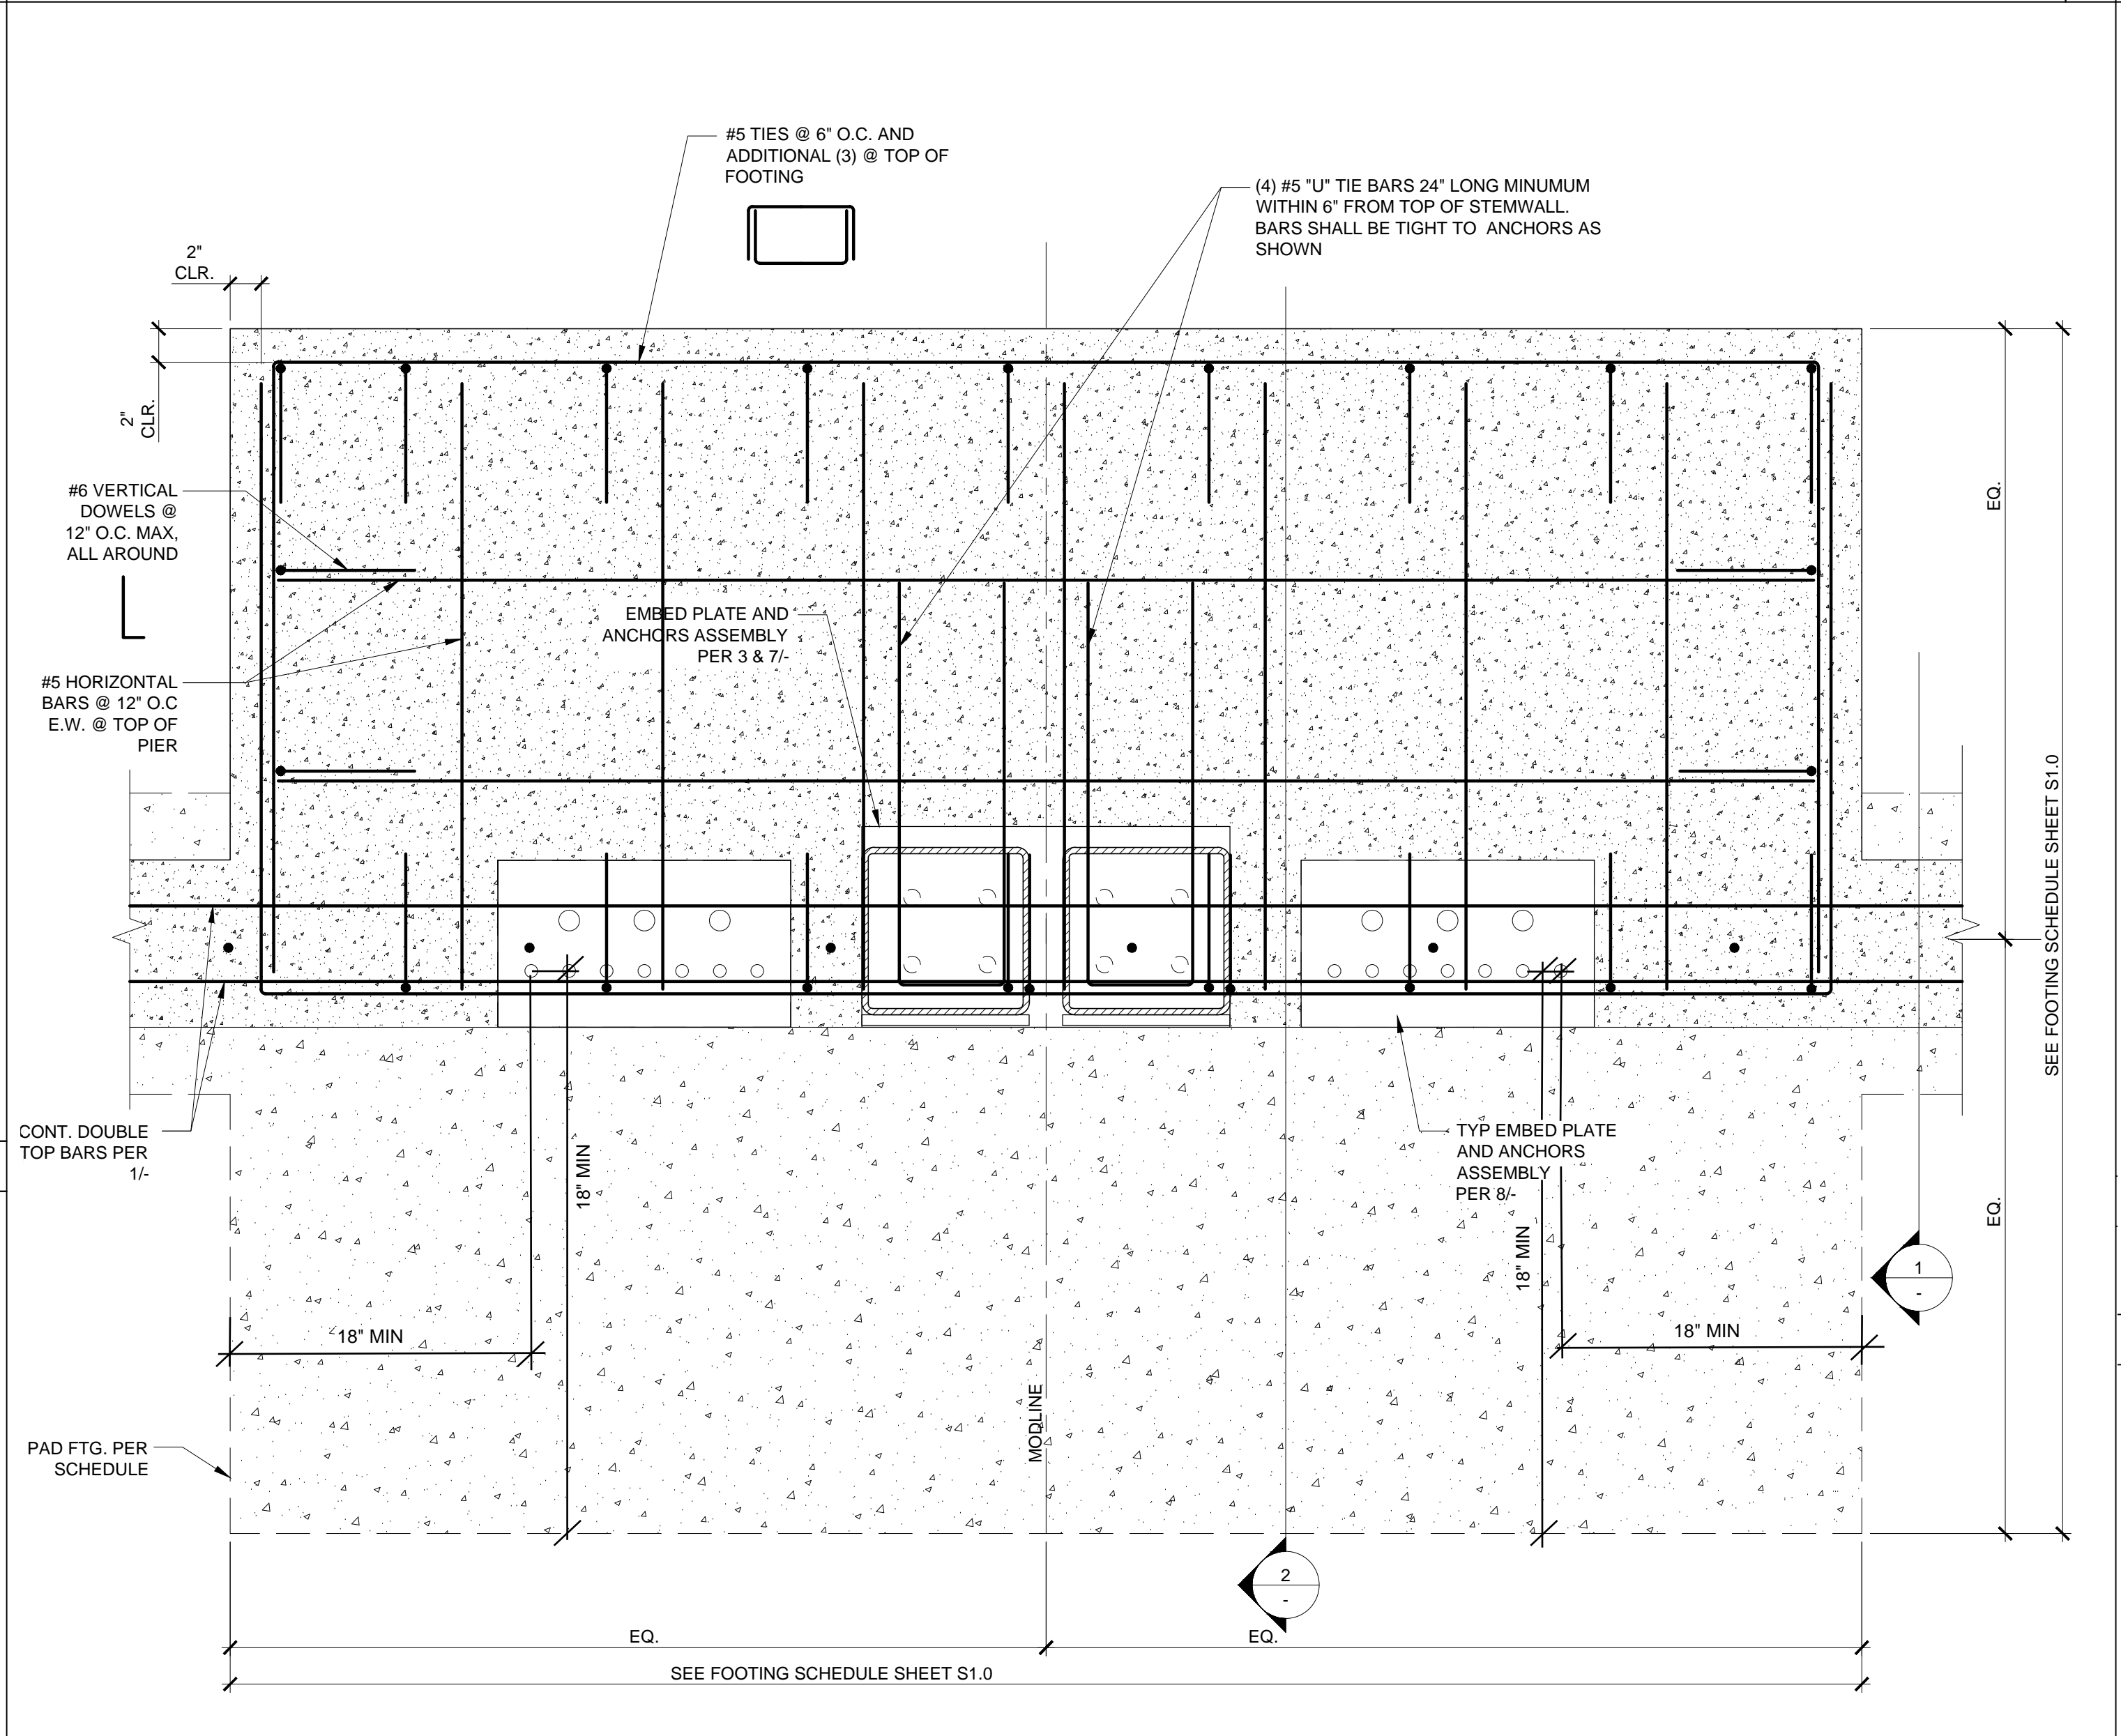 #5 TIES @ 6" O.C. AND
ADDITIONAL (3) @ TOP OF
FOOTING
(4) #5 "U" TIE BARS 24" LONG MINUMUM
WITHIN 6" FROM TOP OF STEMWALL.
BARS SHALL BE TIGHT TO ANCHORS AS
SHOWN
2"
CLR.
2"
CLR.
#6 VERTICAL
DOWELS @
12" O.C. MAX,
ALL AROUND
EQ.
EMBED PLATE AND
ANCHORS ASSEMBLY
PER 3 & 7/-
#5 HORIZONTAL
BARS @ 12" O.C
E.W. @ TOP OF
PIER
SEE FOOTING SCHEDULE SHEET S1.0
CONT. DOUBLE
TOP BARS PER
1/-
18" MIN
TYP EMBED PLATE
AND ANCHORS
ASSEMBLY
PER 8/-
18" MIN
EQ.
1
-
18" MIN
18" MIN
MODLINE
PAD FTG. PER
SCHEDULE
2
-
EQ.
EQ.
SEE FOOTING SCHEDULE SHEET S1.0